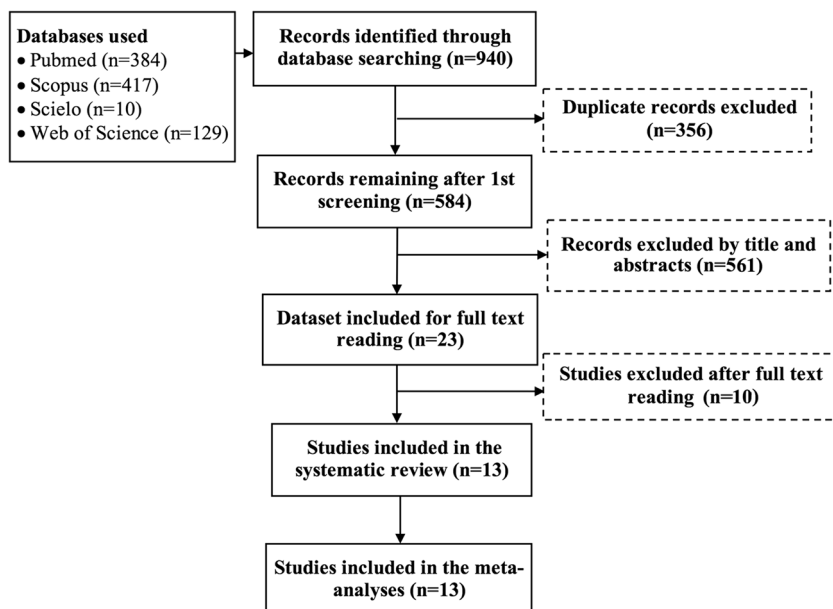 Databases used
• Pubmed (n=384)
• Scopus (n=417)
• Scielo (n=10)
• Web of Science (n=129)
Records identified through
database searching (n=940)
Duplicate records excluded
(n=356)
Records remaining after 1st
screening (n=584)
Records excluded by title and
abstracts (n=561)
Dataset included for full text
reading (n=23)
Studies excluded after full text
reading (n=10)
Studies included in the
systematic review (n=13)
Studies included in the meta-
analyses (n=13)